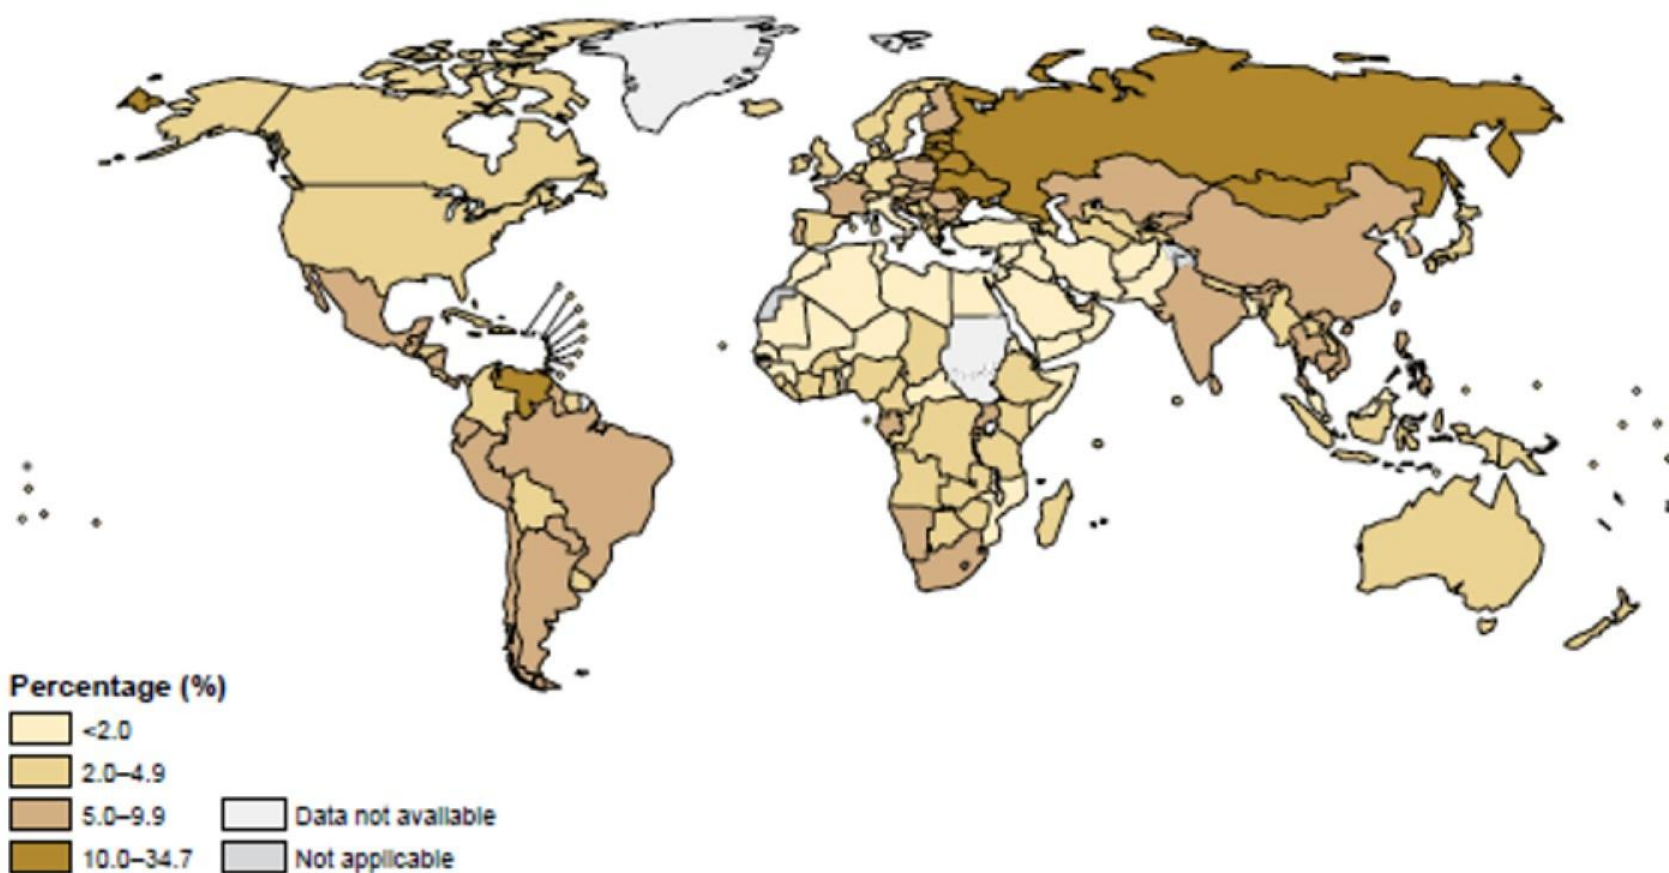 Percentage (%)
<2.0
2.0–4.9
5.0–9.9
Data not available
10.0–34.7
Not applicable